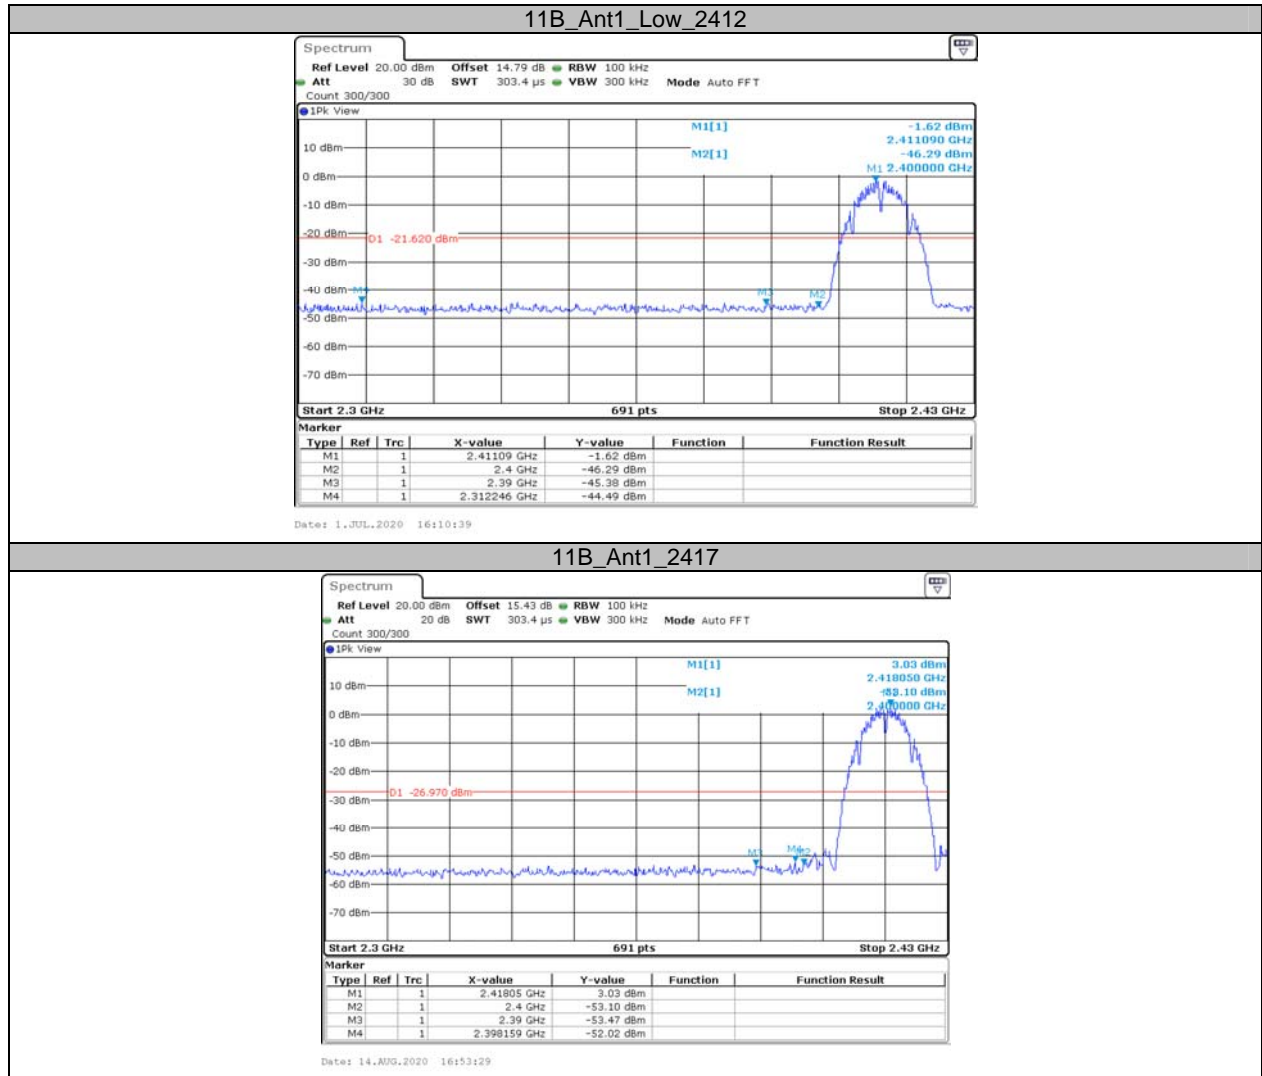 11B_Ant1_Low_2412
Spectrum
Ref Level 20.00 dBm Offset 14.79 dB RBW 100 kHz
Att 30 dB SWT 303.4 µs VBW 300 kHz Mode Auto FFT
Count 300/300
1Pk View
M1[1] -1.62 dBm
2.411090 GHz
10 dBm
M2[1] -46.29 dBm
M1 2.400000 GHz
0 dBm
-10 dBm
-20 dBm
D1 -21.620 dBm
-30 dBm
-40 dBm
M4
M3
M2
-50 dBm
-60 dBm
-70 dBm
Start 2.3 GHz 691 pts Stop 2.43 GHz
Marker
Type Ref Trc X-value Y-value Function Function Result
M1 1 2.41109 GHz -1.62 dBm
M2 1 2.4 GHz -46.29 dBm
M3 1 2.39 GHz -45.38 dBm
M4 1 2.312246 GHz -44.49 dBm
Date: 1.JUL.2020 16:10:39
11B_Ant1_2417
Spectrum
Ref Level 20.00 dBm Offset 15.43 dB RBW 100 kHz
Att 20 dB SWT 303.4 µs VBW 300 kHz Mode Auto FFT
Count 300/300
1Pk View
M1[1] 3.03 dBm
2.418050 GHz
10 dBm
M2[1] -53.10 dBm
2.400000 GHz
0 dBm
-10 dBm
-20 dBm
D1 -26.970 dBm
-30 dBm
-40 dBm
-50 dBm
M3
M4
M2
-60 dBm
-70 dBm
Start 2.3 GHz 691 pts Stop 2.43 GHz
Marker
Type Ref Trc X-value Y-value Function Function Result
M1 1 2.41805 GHz 3.03 dBm
M2 1 2.4 GHz -53.10 dBm
M3 1 2.39 GHz -53.47 dBm
M4 1 2.398159 GHz -52.02 dBm
Date: 14.AUG.2020 16:53:29